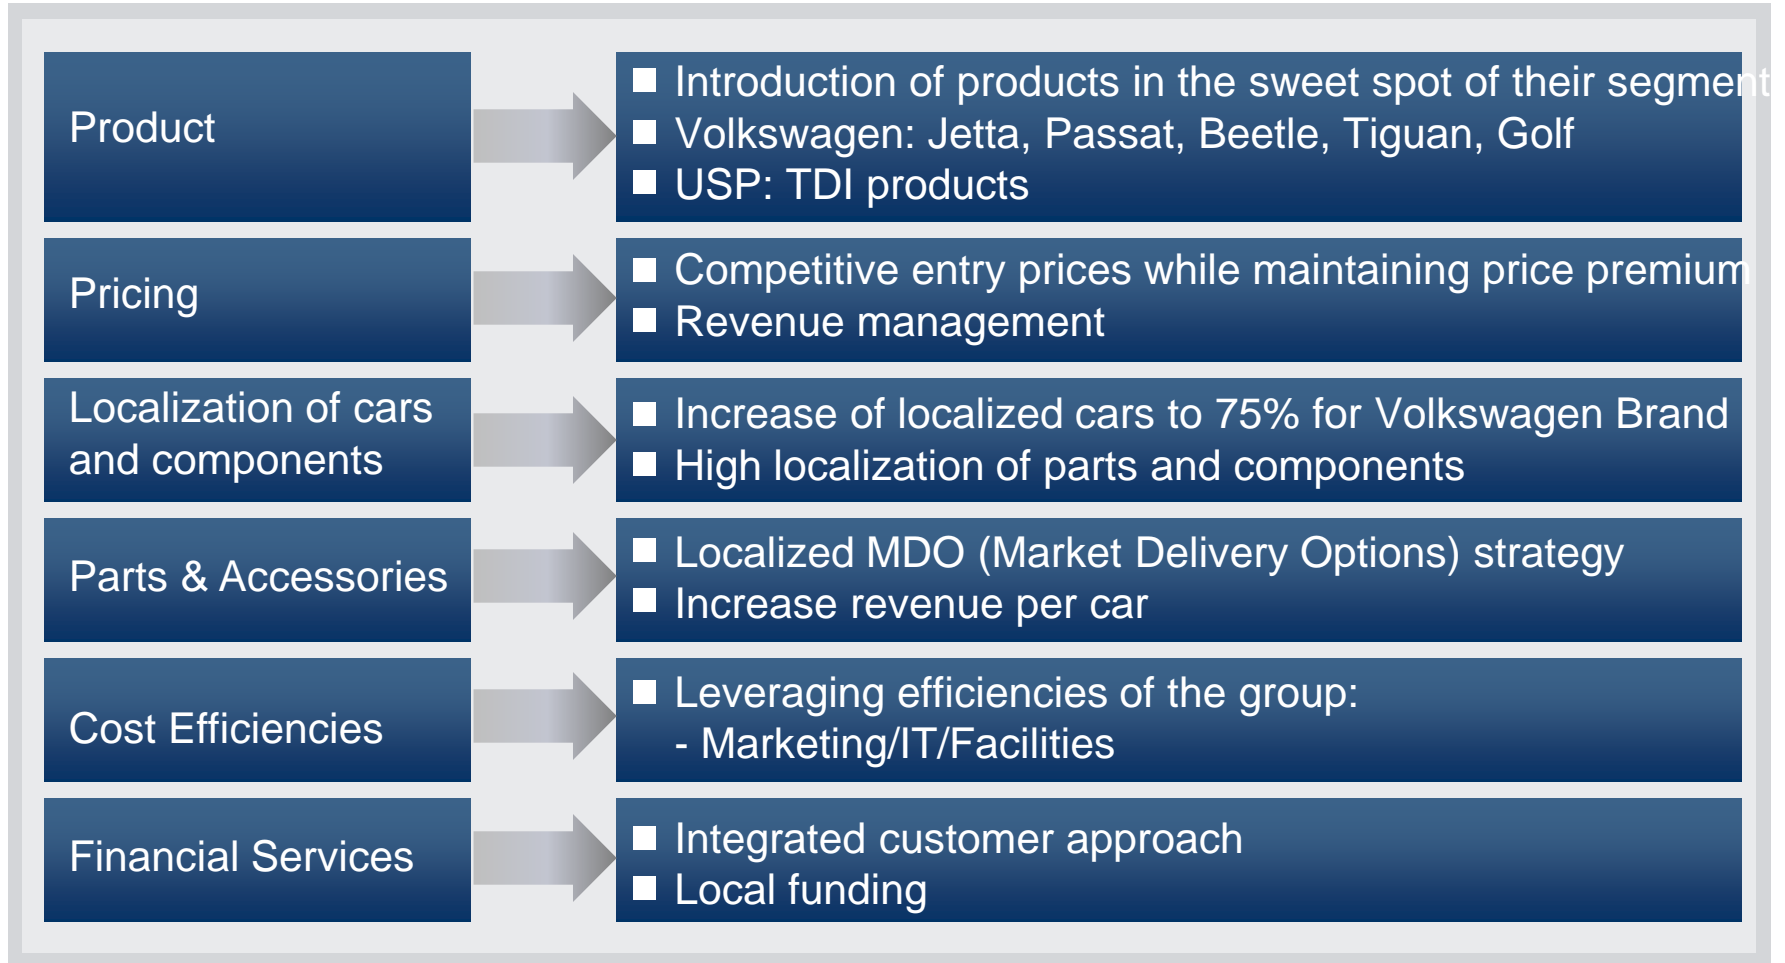 Product
■ Introduction of products in the sweet spot of their segment
■ Volkswagen: Jetta, Passat, Beetle, Tiguan, Golf
■ USP: TDI products
Pricing
■ Competitive entry prices while maintaining price premium
■ Revenue management
Localization of cars
and components
■ Increase of localized cars to 75% for Volkswagen Brand
■ High localization of parts and components
Parts & Accessories
■ Localized MDO (Market Delivery Options) strategy
■ Increase revenue per car
Cost Efficiencies
■ Leveraging efficiencies of the group:
- Marketing/IT/Facilities
Financial Services
■ Integrated customer approach
■ Local funding